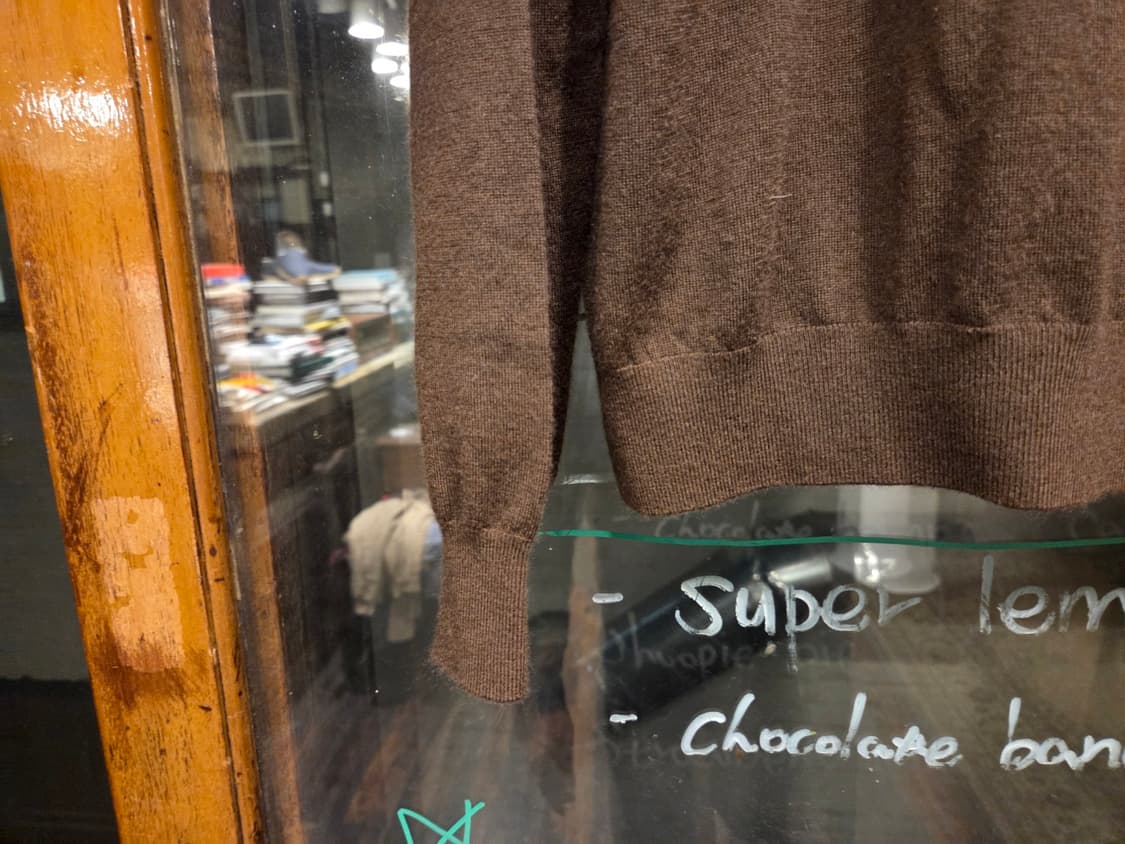 - Super lem
- Chocolate ban